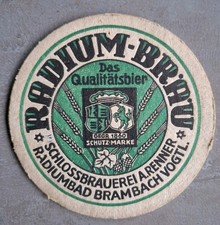 RADIUM-BRÄU
Das
Qualitätsbier
GEGR. 1860
SCHUTZ-MARKE
SCHLOSSBRAUEREI A. RENNER
RADIUMBAD BRAMBACH VOGTL.